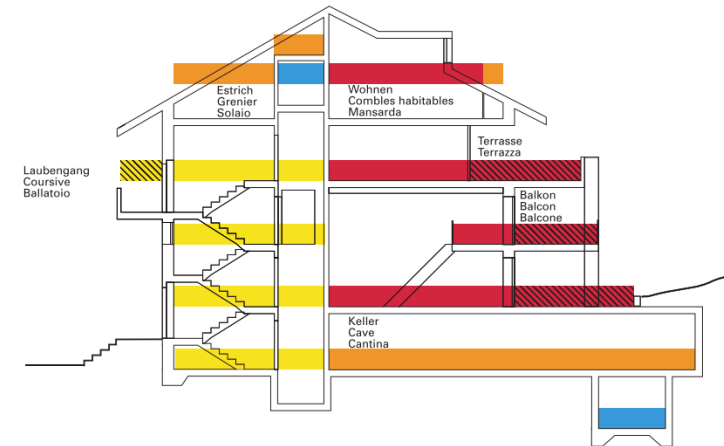 Estrich
Grenier
Solaio
Wohnen
Combles habitables
Mansarda
Terrasse
Terrazza
Laubengang
Coursive
Ballatoio
Balkon
Balcon
Balcone
Keller
Cave
Cantina